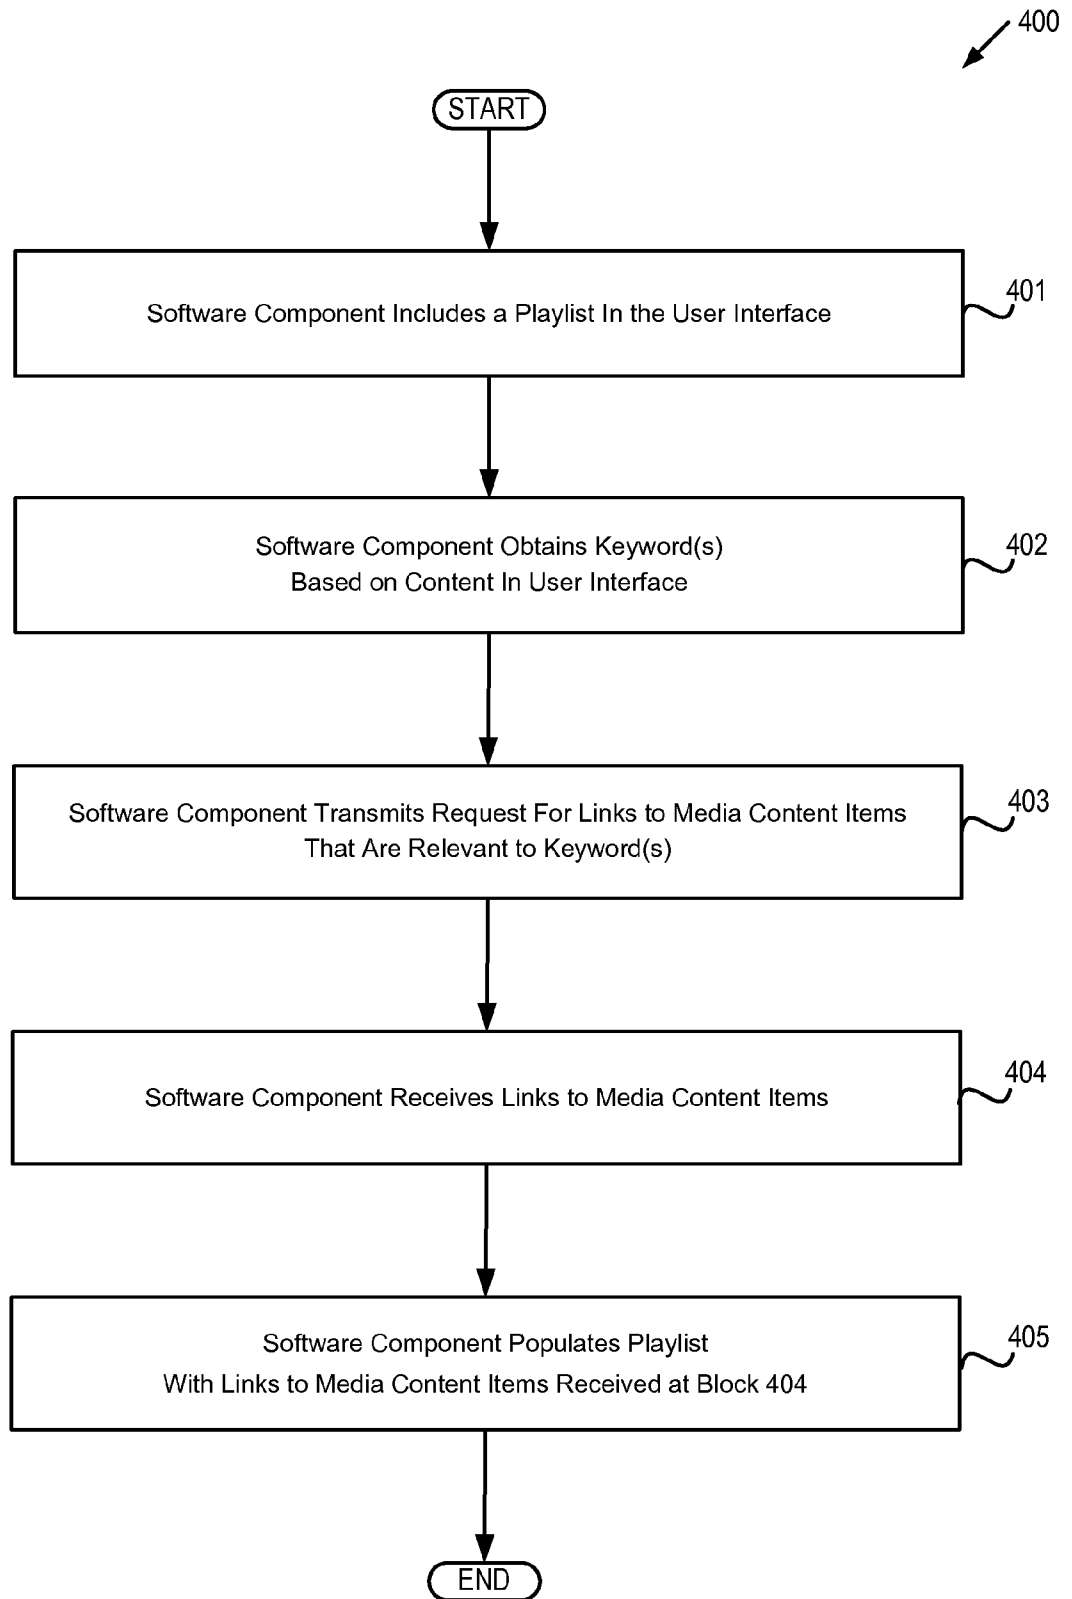 400
START
Software Component Includes a Playlist In the User Interface
401
Software Component Obtains Keyword(s)
Based on Content In User Interface
402
Software Component Transmits Request For Links to Media Content Items
That Are Relevant to Keyword(s)
403
Software Component Receives Links to Media Content Items
404
Software Component Populates Playlist
With Links to Media Content Items Received at Block 404
405
END